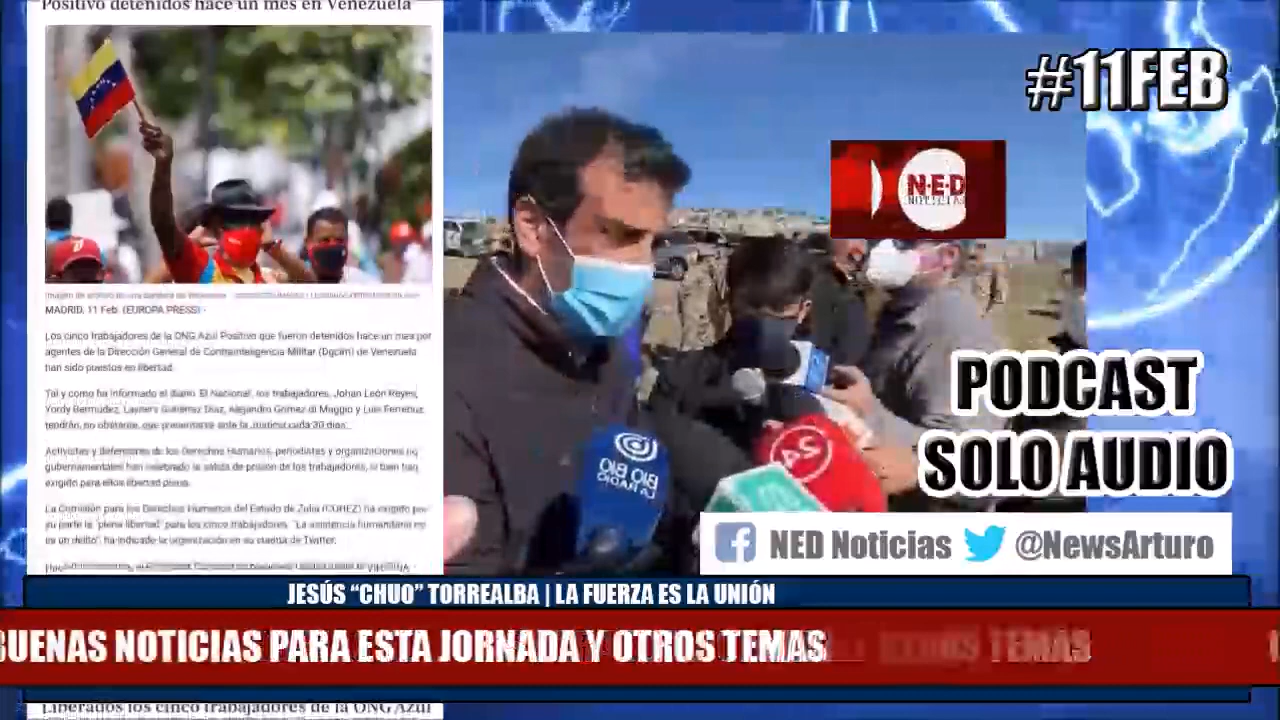 Positivo detenidos hace un mes en Venezuela
MADRID, 11 Feb. (EUROPA PRESS) -
Los cinco trabajadores de la ONG Azul Positivo que fueron detenidos hace un mes por
agentes de la Dirección General de Contrainteligencia Militar (Dgcim) de Venezuela
han sido puestos en libertad.
Tal y como ha informado el diario El Nacional, los trabajadores, Johan León Reyes,
Yordy Bermúdez, Layners Gutiérrez Díaz, Alejandro Gómez di Maggio y Luis Ferrebuz
tendrán, no obstante, que presentarse ante la Justicia cada 30 días.
Activistas y defensores de los Derechos Humanos, periodistas y organizaciones no
gubernamentales han celebrado la salida de prisión de los trabajadores, si bien han
exigido para ellos libertad plena.
La Comisión para los Derechos Humanos del Estado de Zulia (CODHEZ) ha exigido por
su parte la "plena libertad" para los cinco trabajadores. "La asistencia humanitaria no
es un delito", ha indicado la organización en su cuenta de Twitter.
Liberados los cinco trabajadores de la ONG Azul
#11FEB
N·E·D
NOTICIAS
BIO BIO
LA RADIO
PODCAST
SOLO AUDIO
NED Noticias @NewsArturo
JESÚS “CHUO” TORREALBA | LA FUERZA ES LA UNIÓN
BUENAS NOTICIAS PARA ESTA JORNADA Y OTROS TEMAS